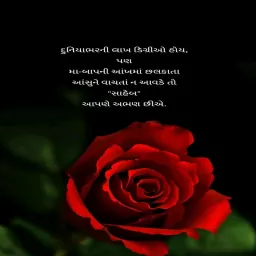 દુનિયાભરની લાખ ડિગ્રીઓ હોય,
પણ
મા-બાપની આંખમાં છલકાતા
આંસુને વાચતાં ન આવડે તો
"સાહેબ"
આપણે અભણ છીએ.